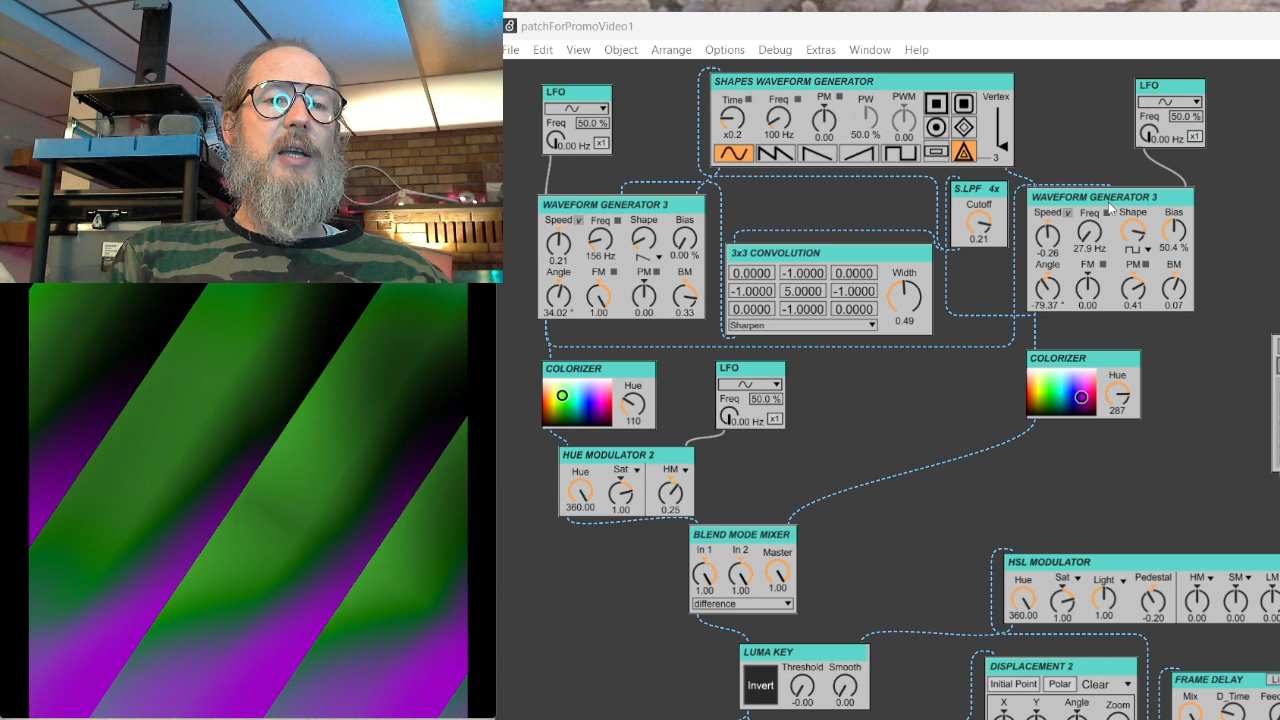 patchForPromoVideo1
File Edit View Object Arrange Options Debug Extras Window Help
LFO
Freq 50.0 %
0.00 Hz x1
SHAPES WAVEFORM GENERATOR
Time Freq PM PW PWM Vertex
x0.2 100 Hz 0.00 50.0 % 0.00
3
LFO
Freq 50.0 %
0.00 Hz x1
WAVEFORM GENERATOR 3
Speed v Freq Shape Bias
0.21 156 Hz 0.00 %
Angle FM PM BM
34.02 ° 1.00 0.00 0.33
S.LPF 4x
Cutoff
0.21
WAVEFORM GENERATOR 3
Speed v Freq Shape Bias
-0.26 27.9 Hz 50.4 %
Angle FM PM BM
-79.37 ° 0.00 0.41 0.07
3x3 CONVOLUTION
0.0000 -1.0000 0.0000 Width
-1.0000 5.0000 -1.0000
0.0000 -1.0000 0.0000 0.49
Sharpen
COLORIZER
Hue
110
LFO
Freq 50.0 %
0.00 Hz x1
COLORIZER
Hue
287
HUE MODULATOR 2
Hue Sat HM
360.00 1.00 0.25
BLEND MODE MIXER
In 1 In 2 Master
1.00 1.00 1.00
difference
HSL MODULATOR
Hue Sat Light Pedestal HM SM LM
360.00 1.00 1.00 -0.20 0.00 0.00
LUMA KEY
Invert Threshold Smooth
-0.00 0.00
DISPLACEMENT 2
Initial Point Polar Clear
X Y Angle Zoom
FRAME DELAY
Mix D_Time